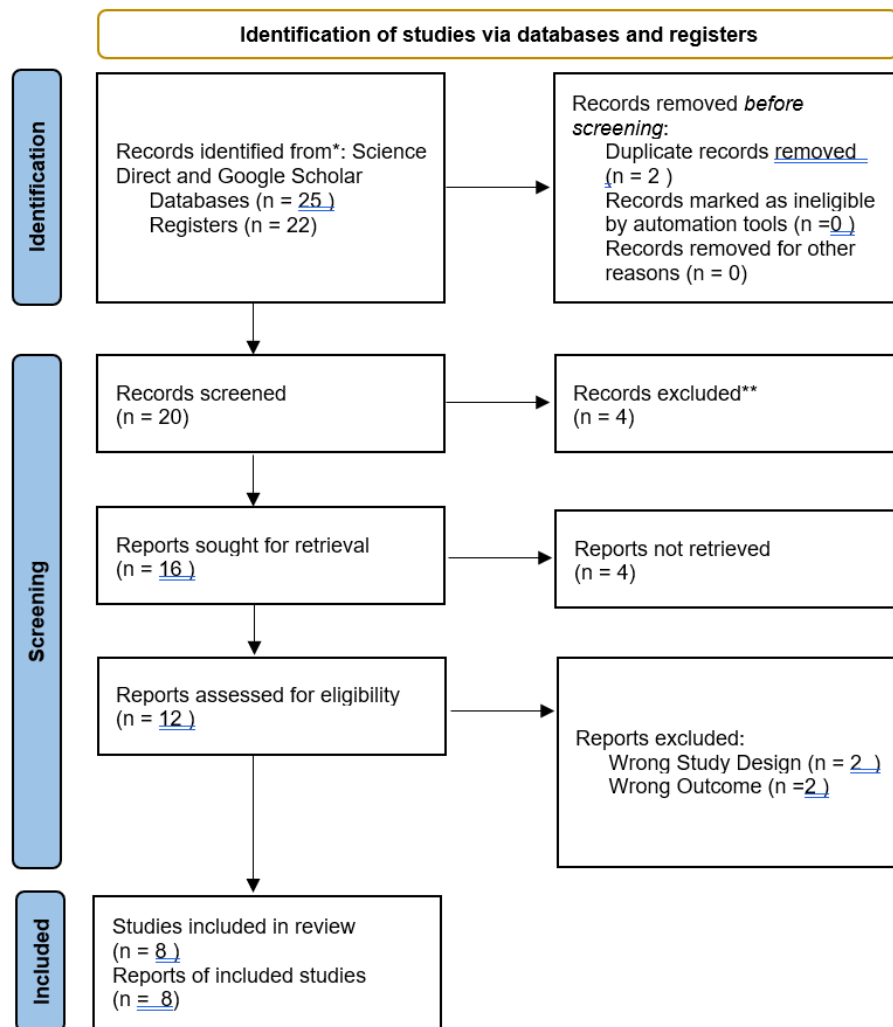 Identification of studies via databases and registers
Identification
Records identified from*: Science
Direct and Google Scholar
Databases (n = 25 )
Registers (n = 22)
Records removed before
screening:
Duplicate records removed
(n = 2 )
Records marked as ineligible
by automation tools (n =0 )
Records removed for other
reasons (n = 0)
Screening
Records screened
(n = 20)
Records excluded**
(n = 4)
Reports sought for retrieval
(n = 16 )
Reports not retrieved
(n = 4)
Reports assessed for eligibility
(n = 12 )
Reports excluded:
Wrong Study Design (n = 2 )
Wrong Outcome (n =2 )
Included
Studies included in review
(n = 8 )
Reports of included studies
(n = 8)